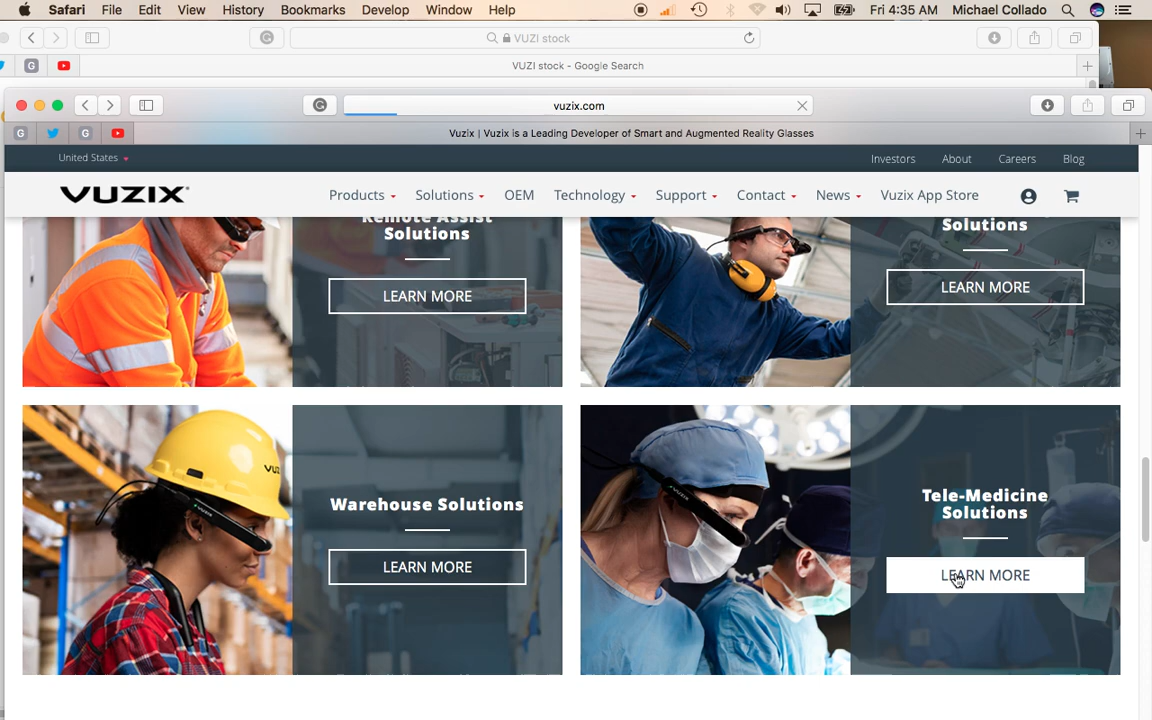 Safari File Edit View History Bookmarks Develop Window Help Fri 4:35 AM Michael Collado
VUZI stock
VUZI stock - Google Search
vuzix.com
Vuzix | Vuzix is a Leading Developer of Smart and Augmented Reality Glasses
United States Investors About Careers Blog
VUZIX Products Solutions OEM Technology Support Contact News Vuzix App Store
Remote Assist
Solutions
LEARN MORE
Solutions
LEARN MORE
Warehouse Solutions
LEARN MORE
Tele-Medicine
Solutions
LEARN MORE